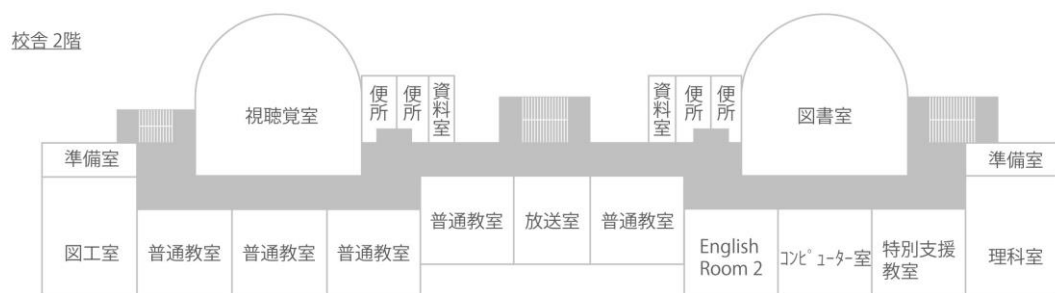 校舎 2階
視聴覚室
便所
便所
資料室
資料室
便所
便所
図書室
準備室
準備室
図工室
普通教室
普通教室
普通教室
普通教室
放送室
普通教室
English
Room 2
コンピューター室
特別支援
教室
理科室